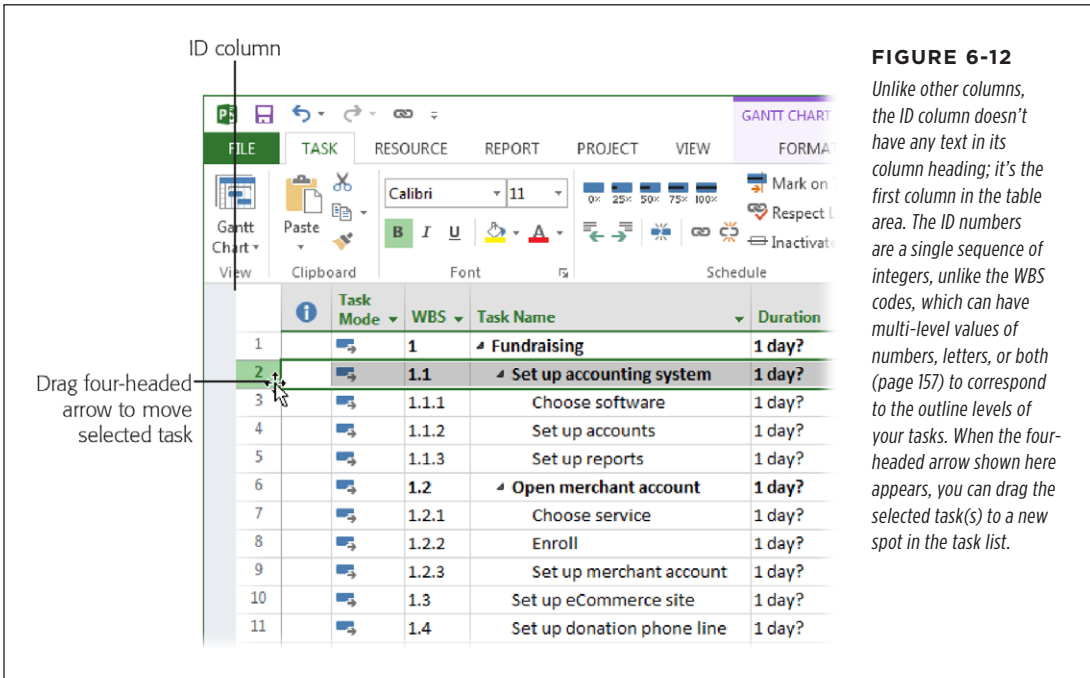 ID column
FIGURE 6-12
Unlike other columns,
the ID column doesn't
have any text in its
column heading; it's the
first column in the table
area. The ID numbers
are a single sequence of
integers, unlike the WBS
codes, which can have
multi-level values of
numbers, letters, or both
(page 157) to correspond
to the outline levels of
your tasks. When the four-
headed arrow shown here
appears, you can drag the
selected task(s) to a new
spot in the task list.
GANTT CHART
FILE TASK RESOURCE REPORT PROJECT VIEW FORMA
Gantt
Chart
Paste
Calibri 11
B I U A
0% 25% 50% 75% 100%
Mark on
Respect L
Inactivate
View Clipboard Font Schedule
Task
Mode WBS Task Name Duration
1 1 Fundraising 1 day?
2 1.1 Set up accounting system 1 day?
3 1.1.1 Choose software 1 day?
4 1.1.2 Set up accounts 1 day?
5 1.1.3 Set up reports 1 day?
6 1.2 Open merchant account 1 day?
7 1.2.1 Choose service 1 day?
8 1.2.2 Enroll 1 day?
9 1.2.3 Set up merchant account 1 day?
10 1.3 Set up eCommerce site 1 day?
11 1.4 Set up donation phone line 1 day?
Drag four-headed
arrow to move
selected task